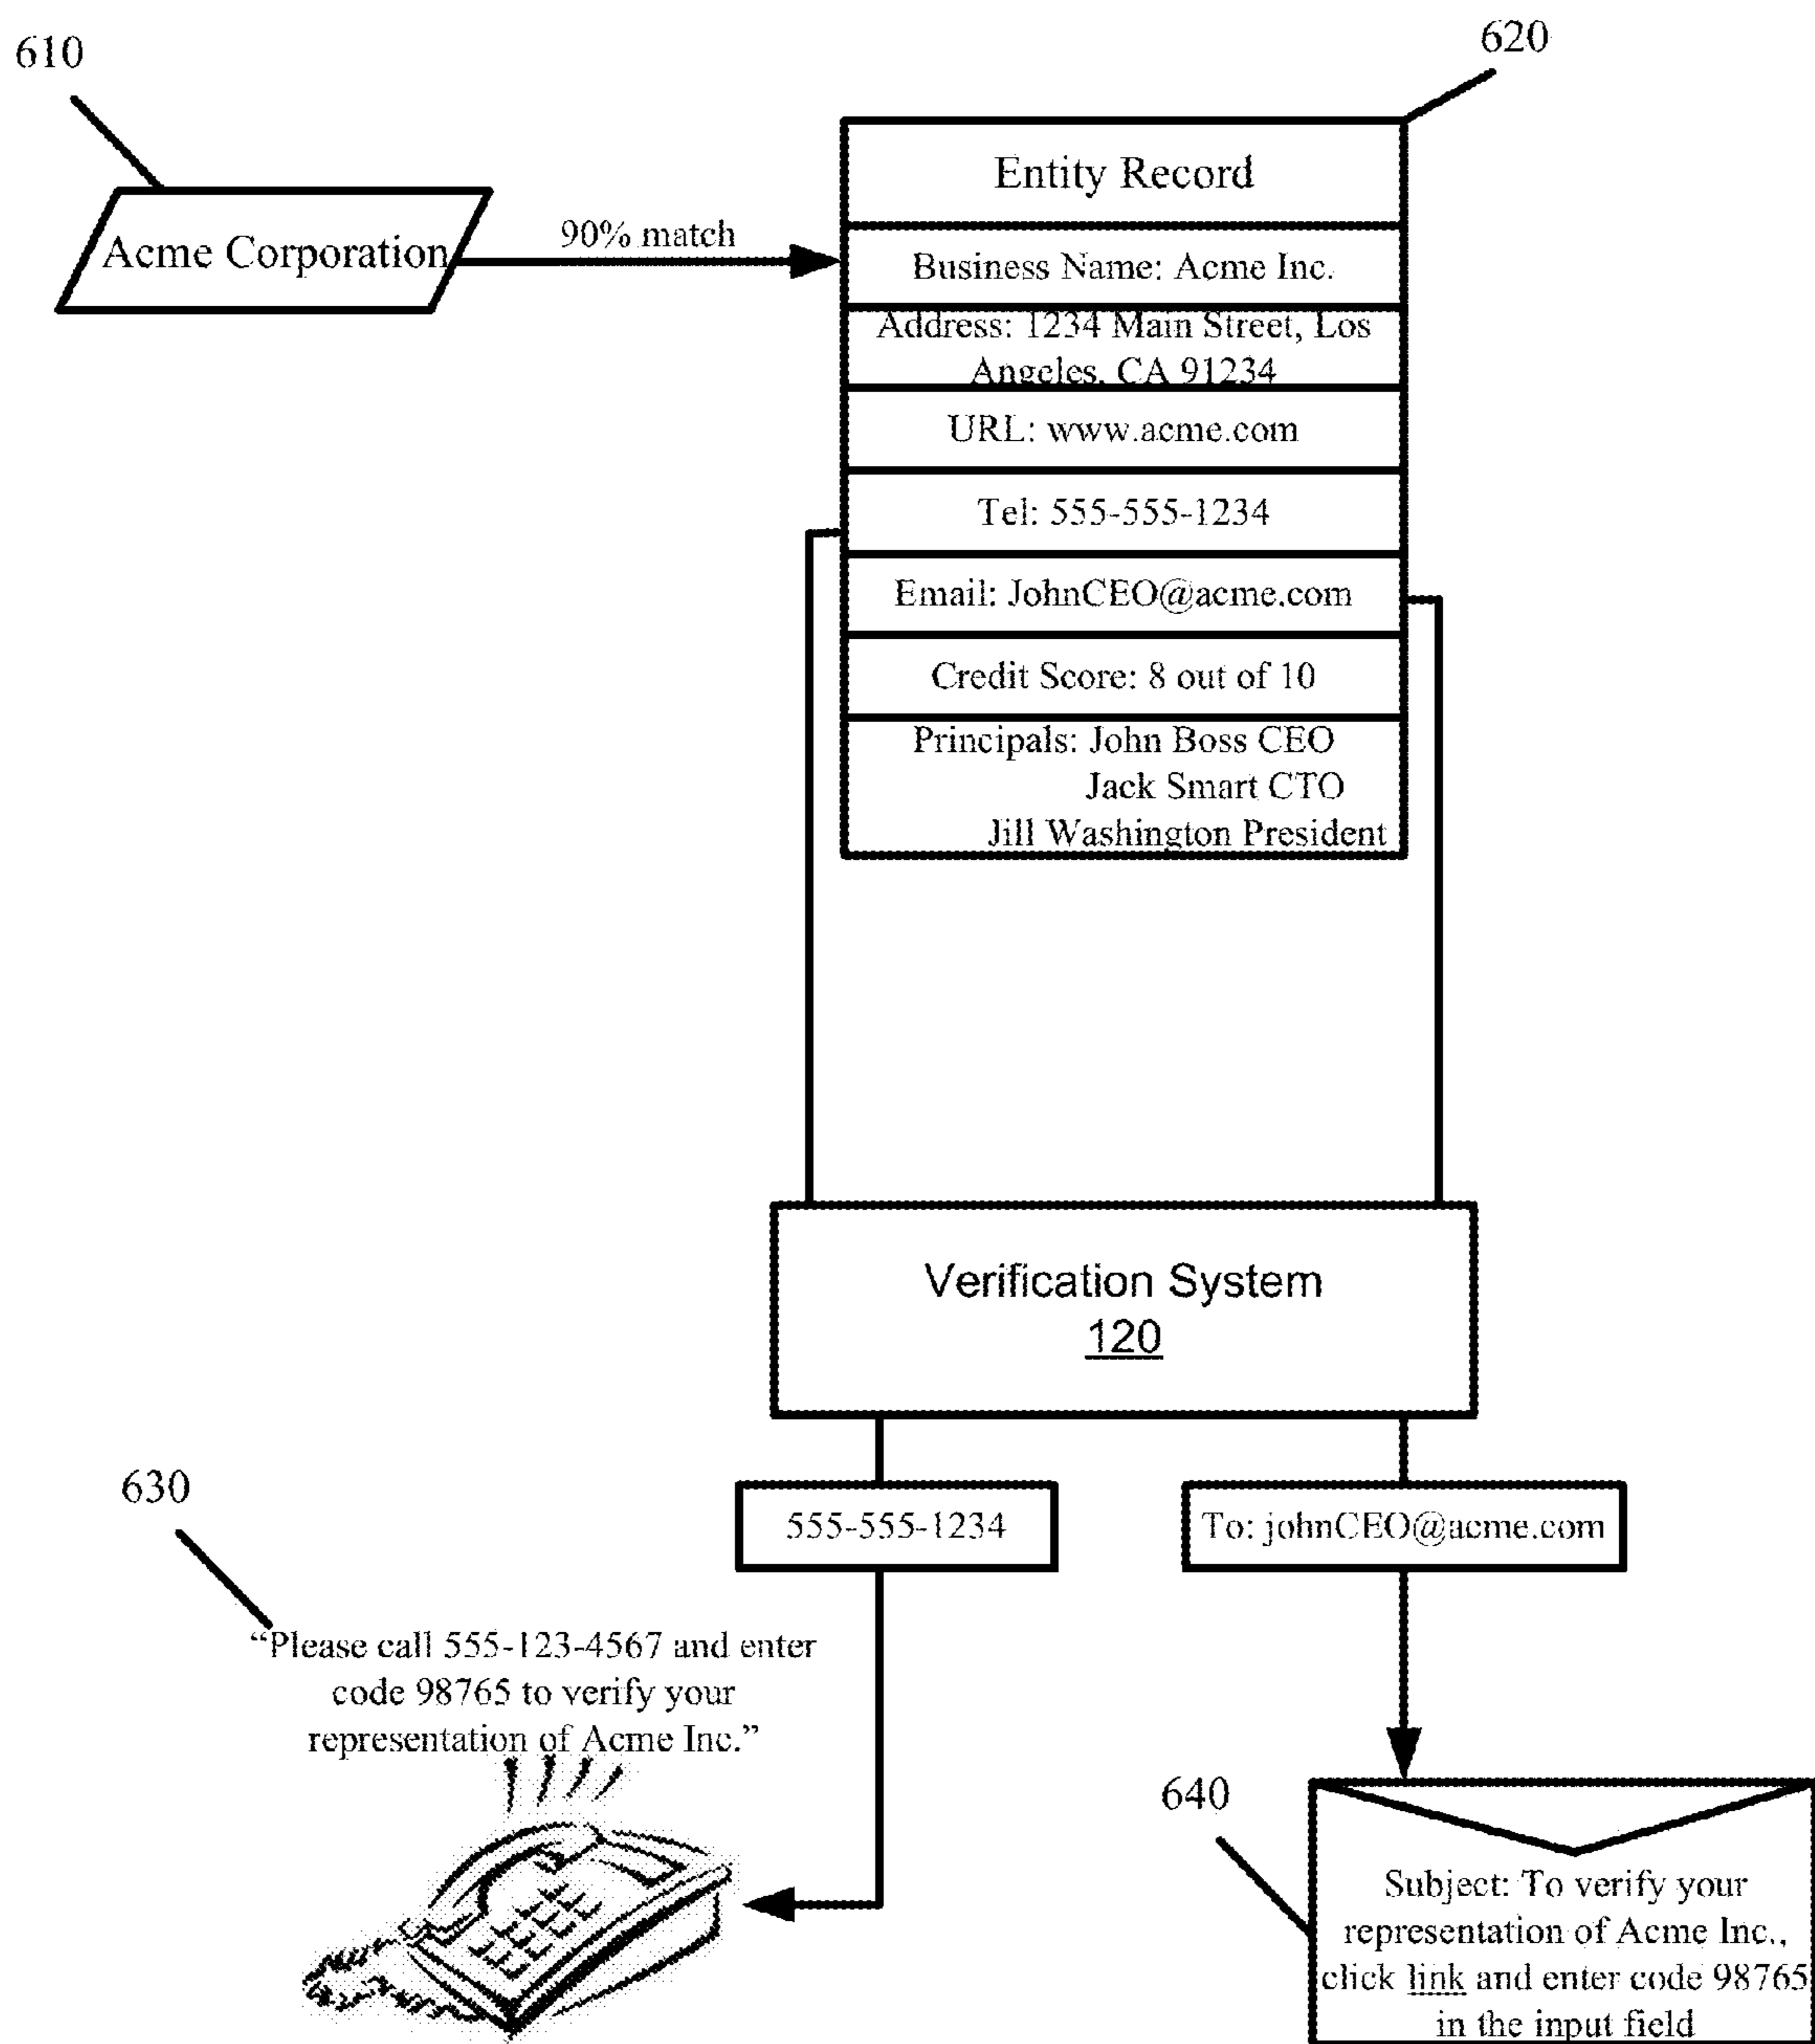 610
620
Entity Record
Acme Corporation
90% match
Business Name: Acme Inc.
Address: 1234 Main Street, Los
Angeles, CA 91234
URL: www.acme.com
Tel: 555-555-1234
Email: JohnCEO@acme.com
Credit Score: 8 out of 10
Principals: John Boss CEO
Jack Smart CTO
Jill Washington President
Verification System
120
630
555-555-1234
To: johnCEO@acme.com
“Please call 555-123-4567 and enter
code 98765 to verify your
representation of Acme Inc.”
640
Subject: To verify your
representation of Acme Inc.,
click link and enter code 98765
in the input field